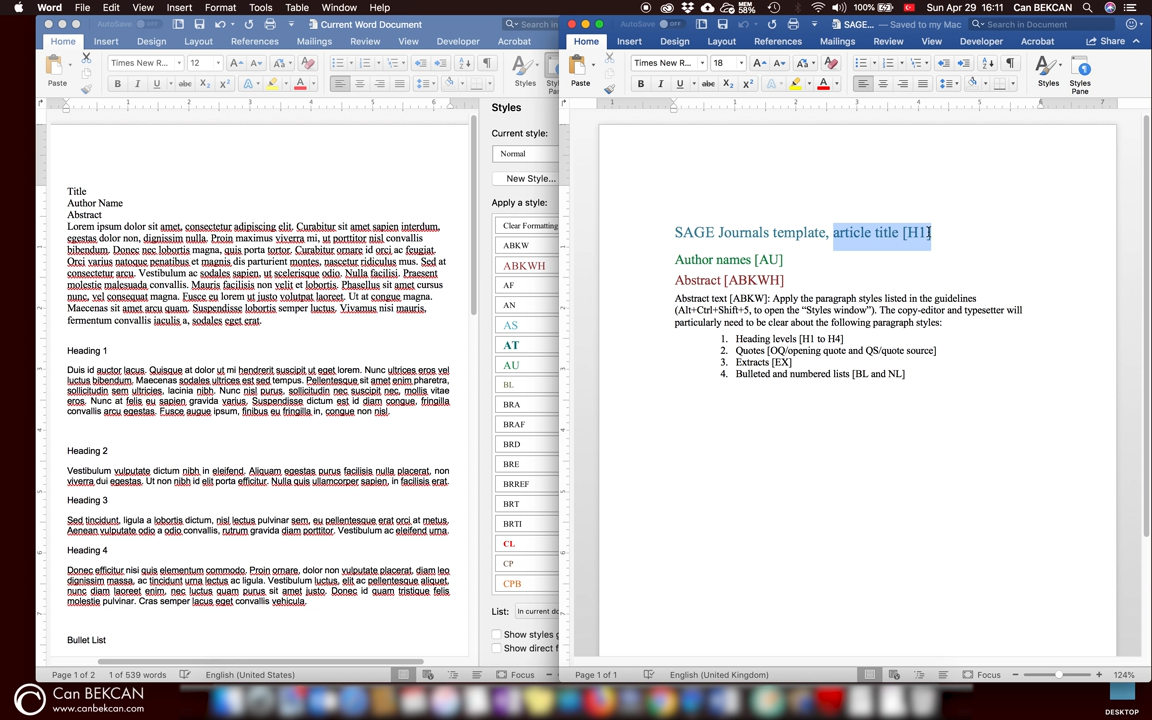 Word File Edit View Insert Format Tools Table Window Help
MEM 58% 100% Sun Apr 29 16:11 Can BEKCAN
AutoSave OFF Current Word Document Search in
Home Insert Design Layout References Mailings Review View Developer Acrobat
Paste Times New R... 12 Styles
Title
Author Name
Abstract
Lorem ipsum dolor sit amet, consectetur adipiscing elit. Curabitur sit amet sapien interdum,
egestas dolor non, dignissim nulla. Proin maximus viverra mi, ut porttitor nisl convallis
bibendum. Donec nec lobortis magna, quis porta tortor. Curabitur ornare id orci ac feugiat.
Orci varius natoque penatibus et magnis dis parturient montes, nascetur ridiculus mus. Sed at
consectetur arcu. Vestibulum ac sodales sapien, ut scelerisque odio. Nulla facilisi. Praesent
molestie malesuada convallis. Mauris facilisis non velit et lobortis. Phasellus sit amet cursus
nunc, vel consequat magna. Fusce eu lorem ut justo volutpat laoreet. Ut at congue magna.
Maecenas sit amet arcu quam. Suspendisse lobortis semper luctus. Vivamus nisi mauris,
fermentum convallis iaculis a, sodales eget erat.
Heading 1
Duis id auctor lacus. Quisque at dolor ut mi hendrerit suscipit ut eget lorem. Nunc ultrices eros vel
luctus bibendum. Maecenas sodales ultrices est sed tempus. Pellentesque sit amet enim pharetra,
sollicitudin sem ultricies, lacinia nibh. Nunc nisl purus, sollicitudin nec suscipit nec, mollis vitae
eros. Nunc at felis eu sapien gravida varius. Suspendisse dictum est id diam congue, fringilla
convallis arcu egestas. Fusce augue ipsum, finibus eu fringilla in, congue non nisl.
Heading 2
Vestibulum vulputate dictum nibh in eleifend. Aliquam egestas purus facilisis nulla placerat, non
viverra dui egestas. Ut non nibh id elit porta efficitur. Nulla quis ullamcorper sapien, in facilisis erat.
Heading 3
Sed tincidunt, ligula a lobortis dictum, nisl lectus pulvinar sem, eu pellentesque erat orci at metus.
Aenean vulputate odio a odio convallis, rutrum gravida diam porttitor. Vestibulum ac eleifend urna.
Heading 4
Donec efficitur nisi quis elementum commodo. Proin ornare, dolor non vulputate placerat, diam leo
dignissim massa, ac tincidunt urna lectus ac ligula. Vestibulum luctus, elit ac pellentesque aliquet,
nunc diam laoreet enim, nec luctus quam purus sit amet justo. Donec id quam tristique felis
molestie pulvinar. Cras semper lacus eget convallis vehicula.
Bullet List
Page 1 of 2 1 of 539 words English (United States) Focus
Styles
Current style:
Normal
New Style...
Apply a style:
Clear Formatting
ABKW
ABKWH
AF
AN
AS
AT
AU
BL
BRA
BRAF
BRD
BRE
BRREF
BRT
BRTI
CL
CP
CPB
List: In current do
Show styles g
Show direct f
AutoSave OFF SAGE... — Saved to my Mac Search in Document
Home Insert Design Layout References Mailings Review View Developer Acrobat Share
Paste Times New R... 18 Styles Styles Pane
SAGE Journals template, article title [H1]
Author names [AU]
Abstract [ABKWH]
Abstract text [ABKW]: Apply the paragraph styles listed in the guidelines
(Alt+Ctrl+Shift+5, to open the “Styles window”). The copy-editor and typesetter will
particularly need to be clear about the following paragraph styles:
1. Heading levels [H1 to H4]
2. Quotes [OQ/opening quote and QS/quote source]
3. Extracts [EX]
4. Bulleted and numbered lists [BL and NL]
Page 1 of 1 English (United Kingdom) Focus 124%
Can BEKCAN
www.canbekcan.com
DESKTOP